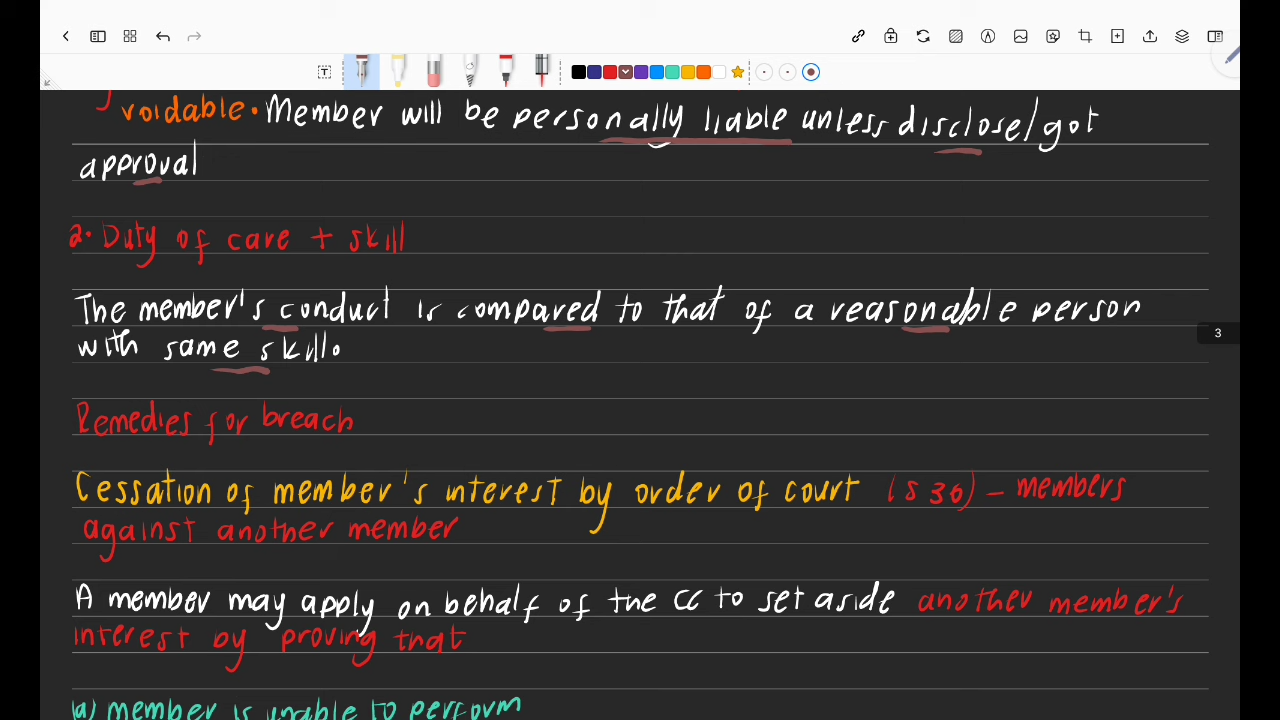 voidable. Member will be personally liable unless disclose/got
approval
2. Duty of care + skill
The member's conduct is compared to that of a reasonable person
with same skill.
3
Remedies for breach
Cessation of member's interest by order of court (s 36) - members
against another member
A member may apply on behalf of the CC to set aside another member's
interest by proving that
a) member is unable to perform